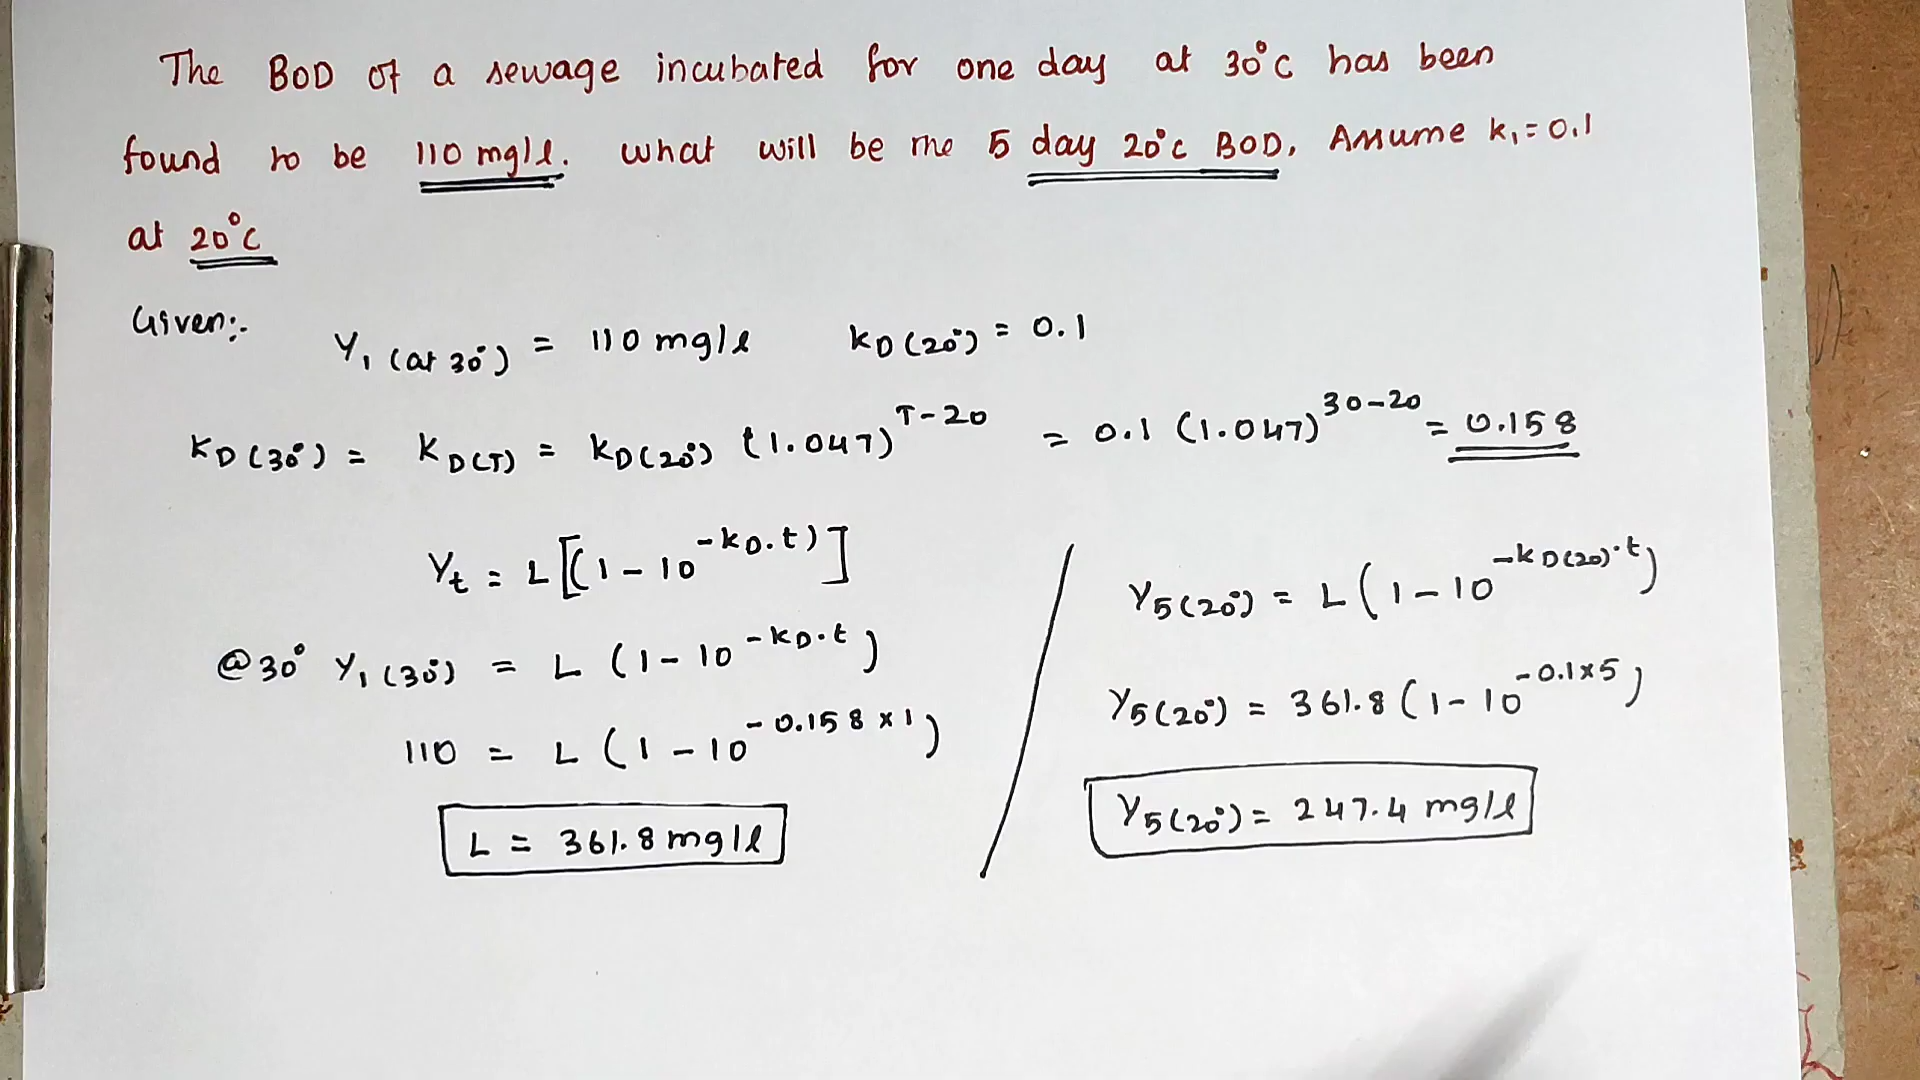 The BOD of a sewage incubated for one day at 30°C has been
found to be 110 mg/l. what will be the 5 day 20°C BOD, Assume k₁=0.1
at 20°C
Given:-
Y₁ (at 30°) = 110 mg/l    KD (20°) = 0.1
KD (30°) = KD(T) = KD(20°) (1.047)^T-20 = 0.1 (1.047)^30-20 = 0.158
Yt = L[(1-10^-KD.t)]
@30° Y₁ (30°) = L (1-10^-KD.t)
110 = L (1-10^-0.158×1)
L = 361.8 mg/l
Y5(20°) = L(1-10^-KD(20).t)
Y5(20°) = 361.8 (1-10^-0.1×5)
Y5(20°) = 247.4 mg/l